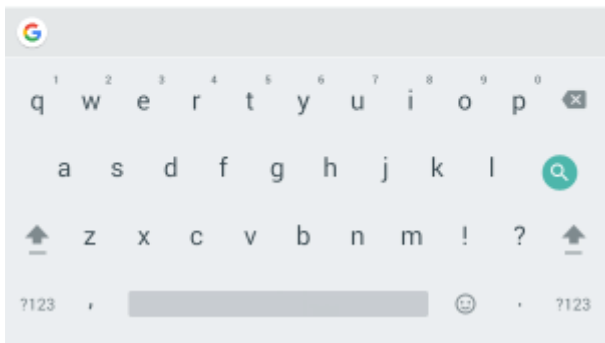 G
1 2 3 4 5 6 7 8 9 0
q w e r t y u i o p
a s d f g h j k l
z x c v b n m ! ?
?123 , . ?123